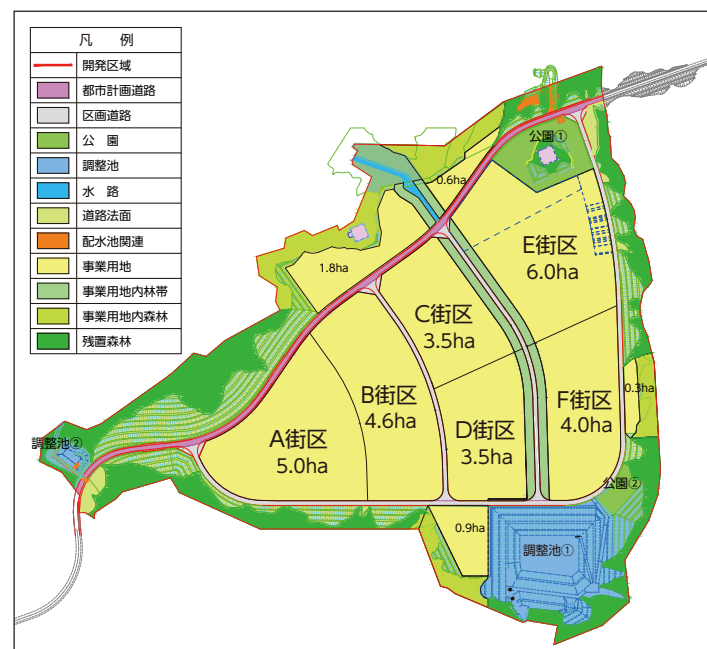 凡　例
開発区域
都市計画道路
区画道路
公　園
調整池
水　路
道路法面
配水池関連
事業用地
事業用地内林帯
事業用地内森林
残置森林
公園①
0.6ha
E街区
6.0ha
1.8ha
C街区
3.5ha
B街区
4.6ha
F街区
4.0ha
0.3ha
D街区
3.5ha
A街区
5.0ha
調整池②
公園②
0.9ha
調整池①